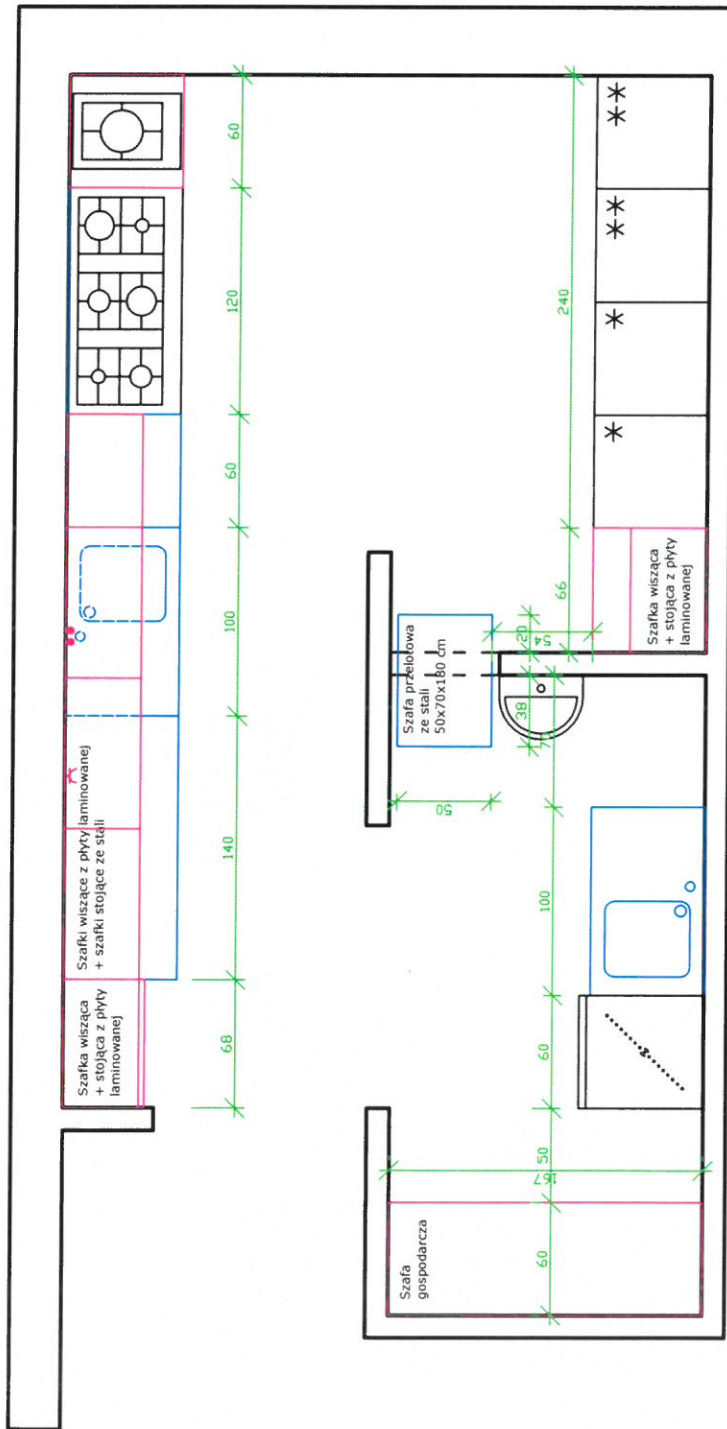 60
120
60
100
140
68
240
66
20
54
38
50
100
60
50
167
60
Szafki wiszące z płyty laminowanej
+ szafki stojące ze stali
Szafka wisząca
+ stojąca z płyty
laminowanej
Szafa przelotowa
ze stali
50x70x180 cm
Szafka wisząca
+ stojąca z płyty
laminowanej
Szafa
gospodarcza